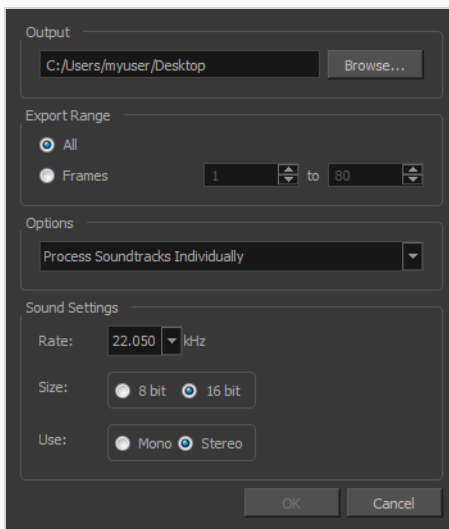 Output
C:/Users/myuser/Desktop
Browse...
Export Range
All
Frames 1 to 80
Options
Process Soundtracks Individually
Sound Settings
Rate: 22.050 kHz
Size: 8 bit 16 bit
Use: Mono Stereo
OK Cancel